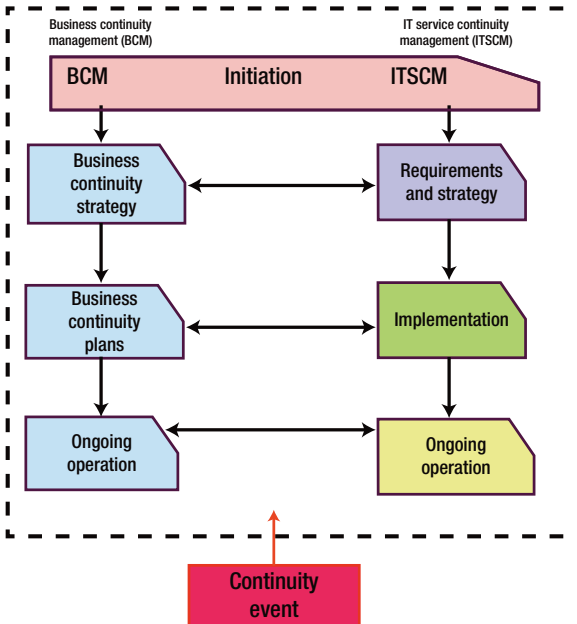 Business continuity
management (BCM)
IT service continuity
management (ITSCM)
BCM Initiation ITSCM
Business
continuity
strategy
Requirements
and strategy
Business
continuity
plans
Implementation
Ongoing
operation
Ongoing
operation
Continuity
event